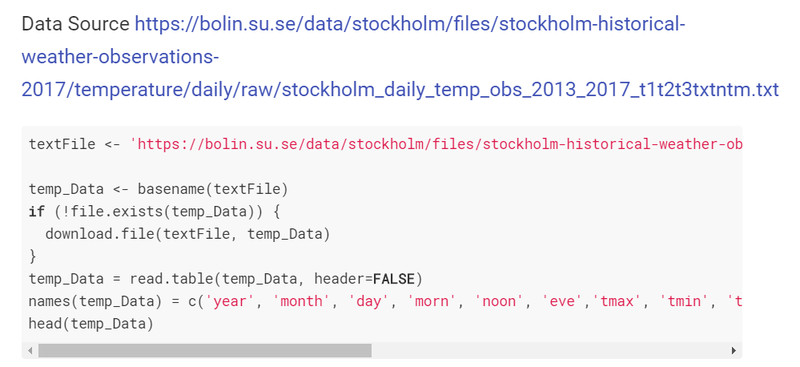 Data Source https://bolin.su.se/data/stockholm/files/stockholm-historical-
weather-observations-
2017/temperature/daily/raw/stockholm_daily_temp_obs_2013_2017_t1t2t3txtntm.txt
textFile <- 'https://bolin.su.se/data/stockholm/files/stockholm-historical-weather-ob
temp_Data <- basename(textFile)
if (!file.exists(temp_Data)) {
  download.file(textFile, temp_Data)
}
temp_Data = read.table(temp_Data, header=FALSE)
names(temp_Data) = c('year', 'month', 'day', 'morn', 'noon', 'eve','tmax', 'tmin', 't
head(temp_Data)